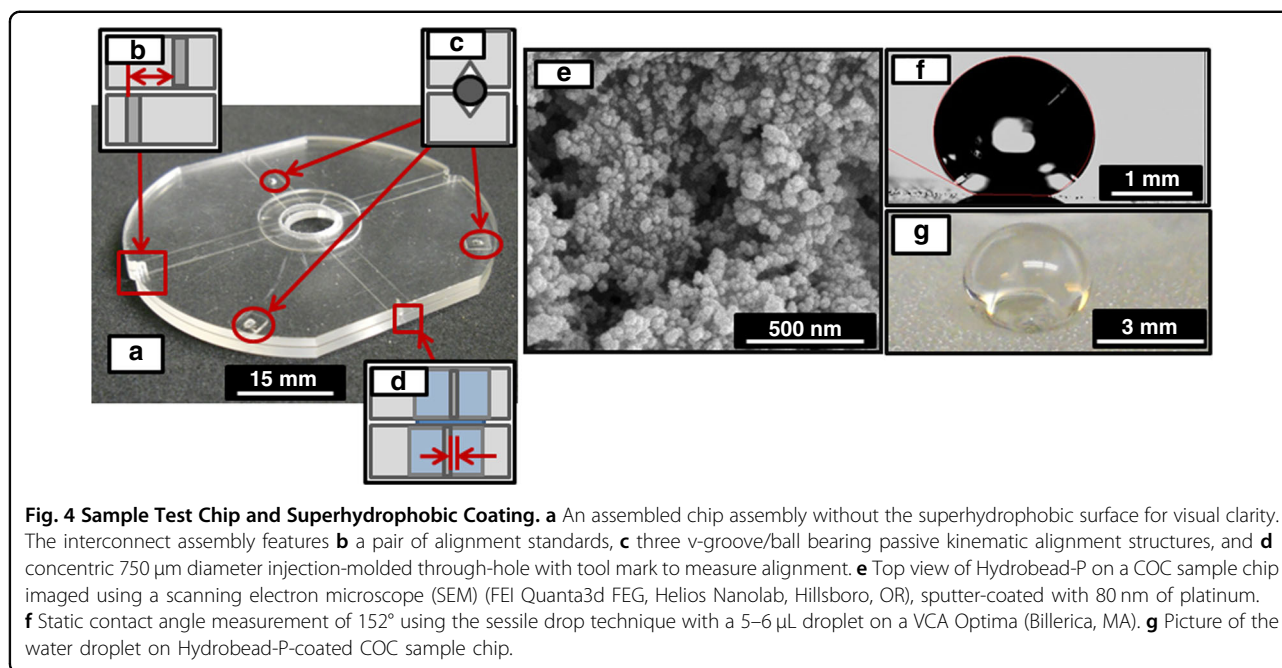 b
c
a
15 mm
d
e
500 nm
f
1 mm
g
3 mm
Fig. 4 Sample Test Chip and Superhydrophobic Coating. a An assembled chip assembly without the superhydrophobic surface for visual clarity.
The interconnect assembly features b a pair of alignment standards, c three v-groove/ball bearing passive kinematic alignment structures, and d
concentric 750 µm diameter injection-molded through-hole with tool mark to measure alignment. e Top view of Hydrobead-P on a COC sample chip
imaged using a scanning electron microscope (SEM) (FEI Quanta3d FEG, Helios Nanolab, Hillsboro, OR), sputter-coated with 80 nm of platinum.
f Static contact angle measurement of 152° using the sessile drop technique with a 5–6 µL droplet on a VCA Optima (Billerica, MA). g Picture of the
water droplet on Hydrobead-P-coated COC sample chip.